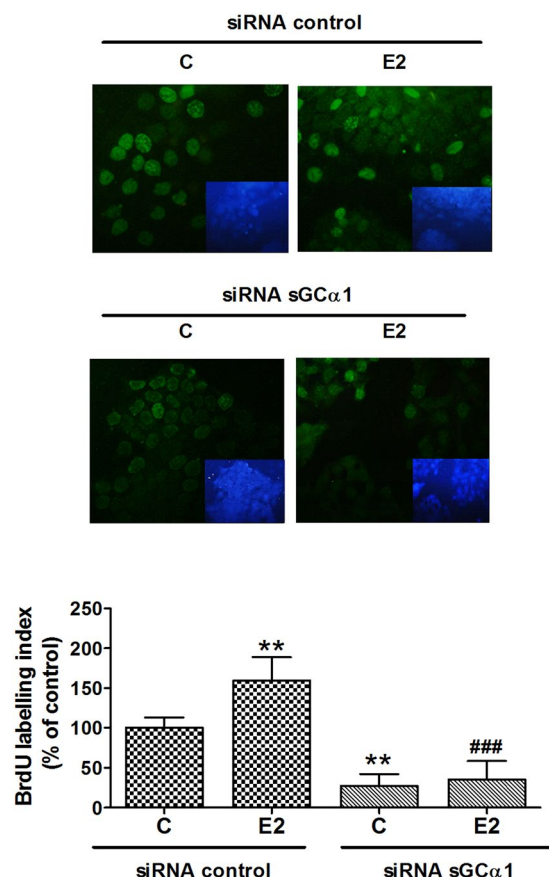 siRNA control
C E2
siRNA sGCα1
C E2
BrdU labelling index
(% of control)
250
200
150
100
50
0
**
**
###
C E2 C E2
siRNA control siRNA sGCα1